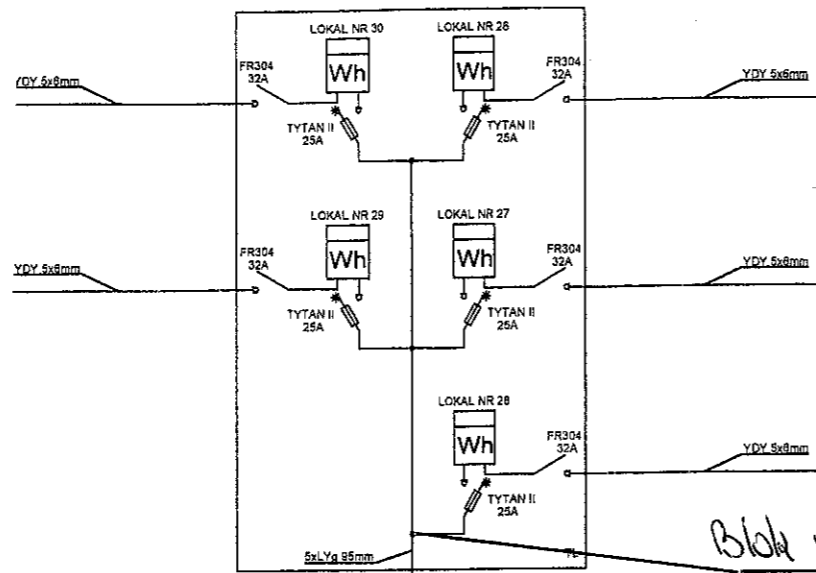 LOKAL NR 30
LOKAL NR 26
FR304
32A
Wh
Wh
FR304
32A
YDY 5x6mm
YDY 5x6mm
TYTAN II
25A
TYTAN II
25A
LOKAL NR 29
LOKAL NR 27
FR304
32A
Wh
Wh
FR304
32A
YDY 5x6mm
YDY 5x6mm
TYTAN II
25A
TYTAN II
25A
LOKAL NR 28
Wh
FR304
32A
YDY 5x6mm
TYTAN II
25A
5xLYg 95mm
TL
Blok